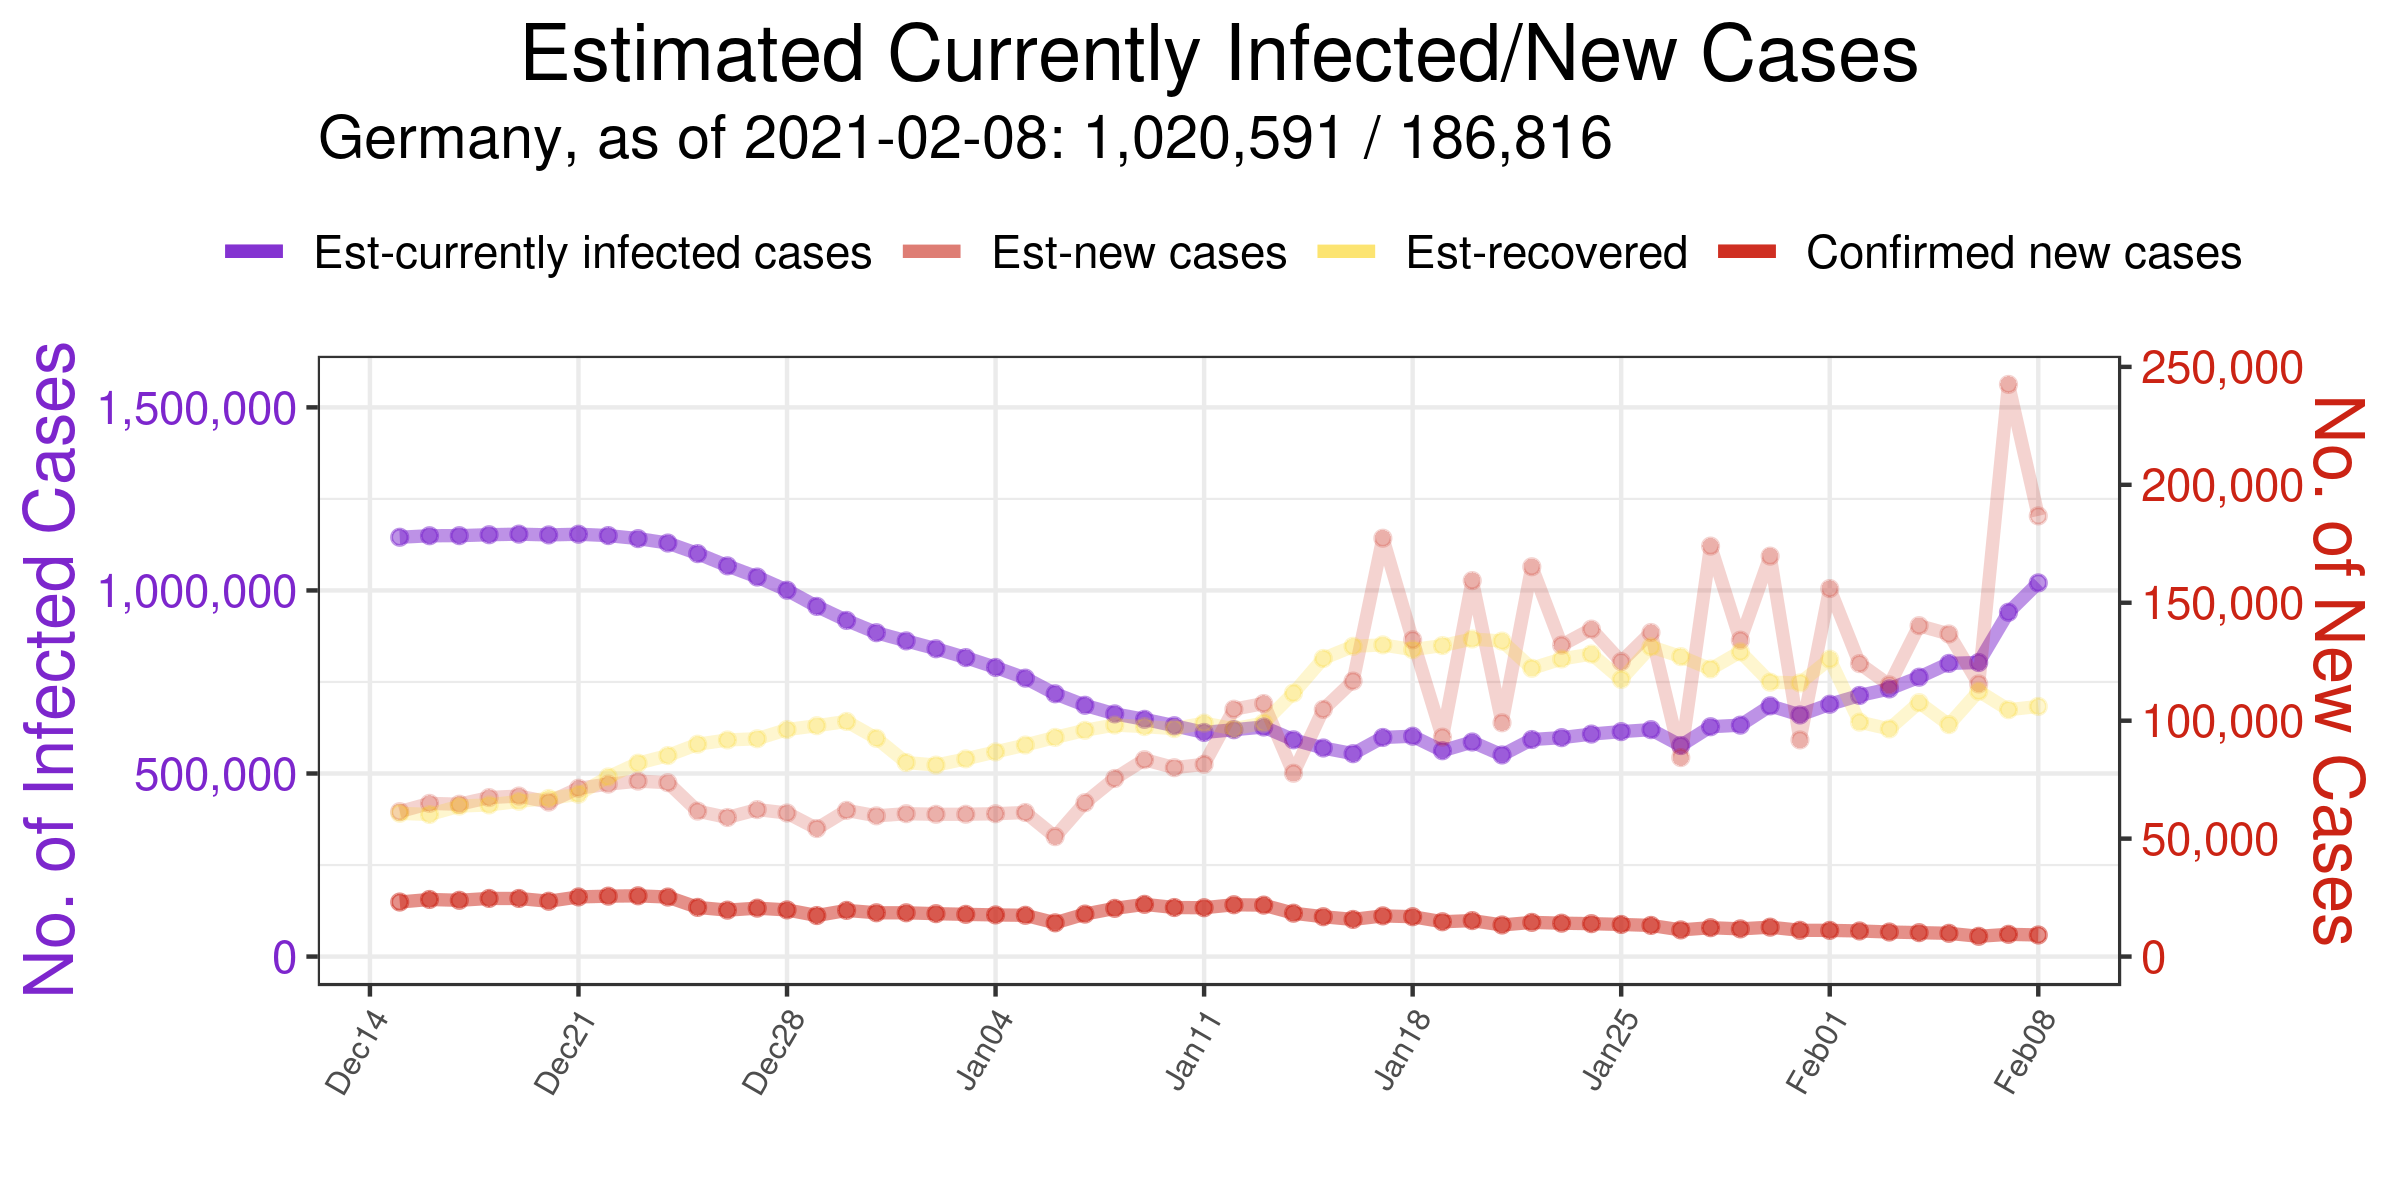 Estimated Currently Infected/New Cases
Germany, as of 2021-02-08: 1,020,591 / 186,816
Est-currently infected cases Est-new cases Est-recovered Confirmed new cases
No. of Infected Cases
1,500,000
1,000,000
500,000
0
250,000
200,000
150,000
100,000
50,000
0
No. of New Cases
Dec14 Dec21 Dec28 Jan04 Jan11 Jan18 Jan25 Feb01 Feb08